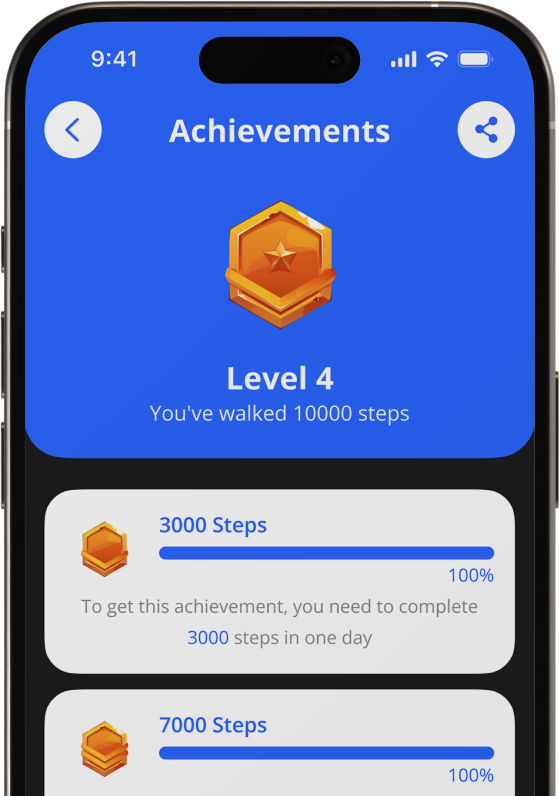 9:41
Achievements
Level 4
You've walked 10000 steps
3000 Steps
100%
To get this achievement, you need to complete
3000 steps in one day
7000 Steps
100%